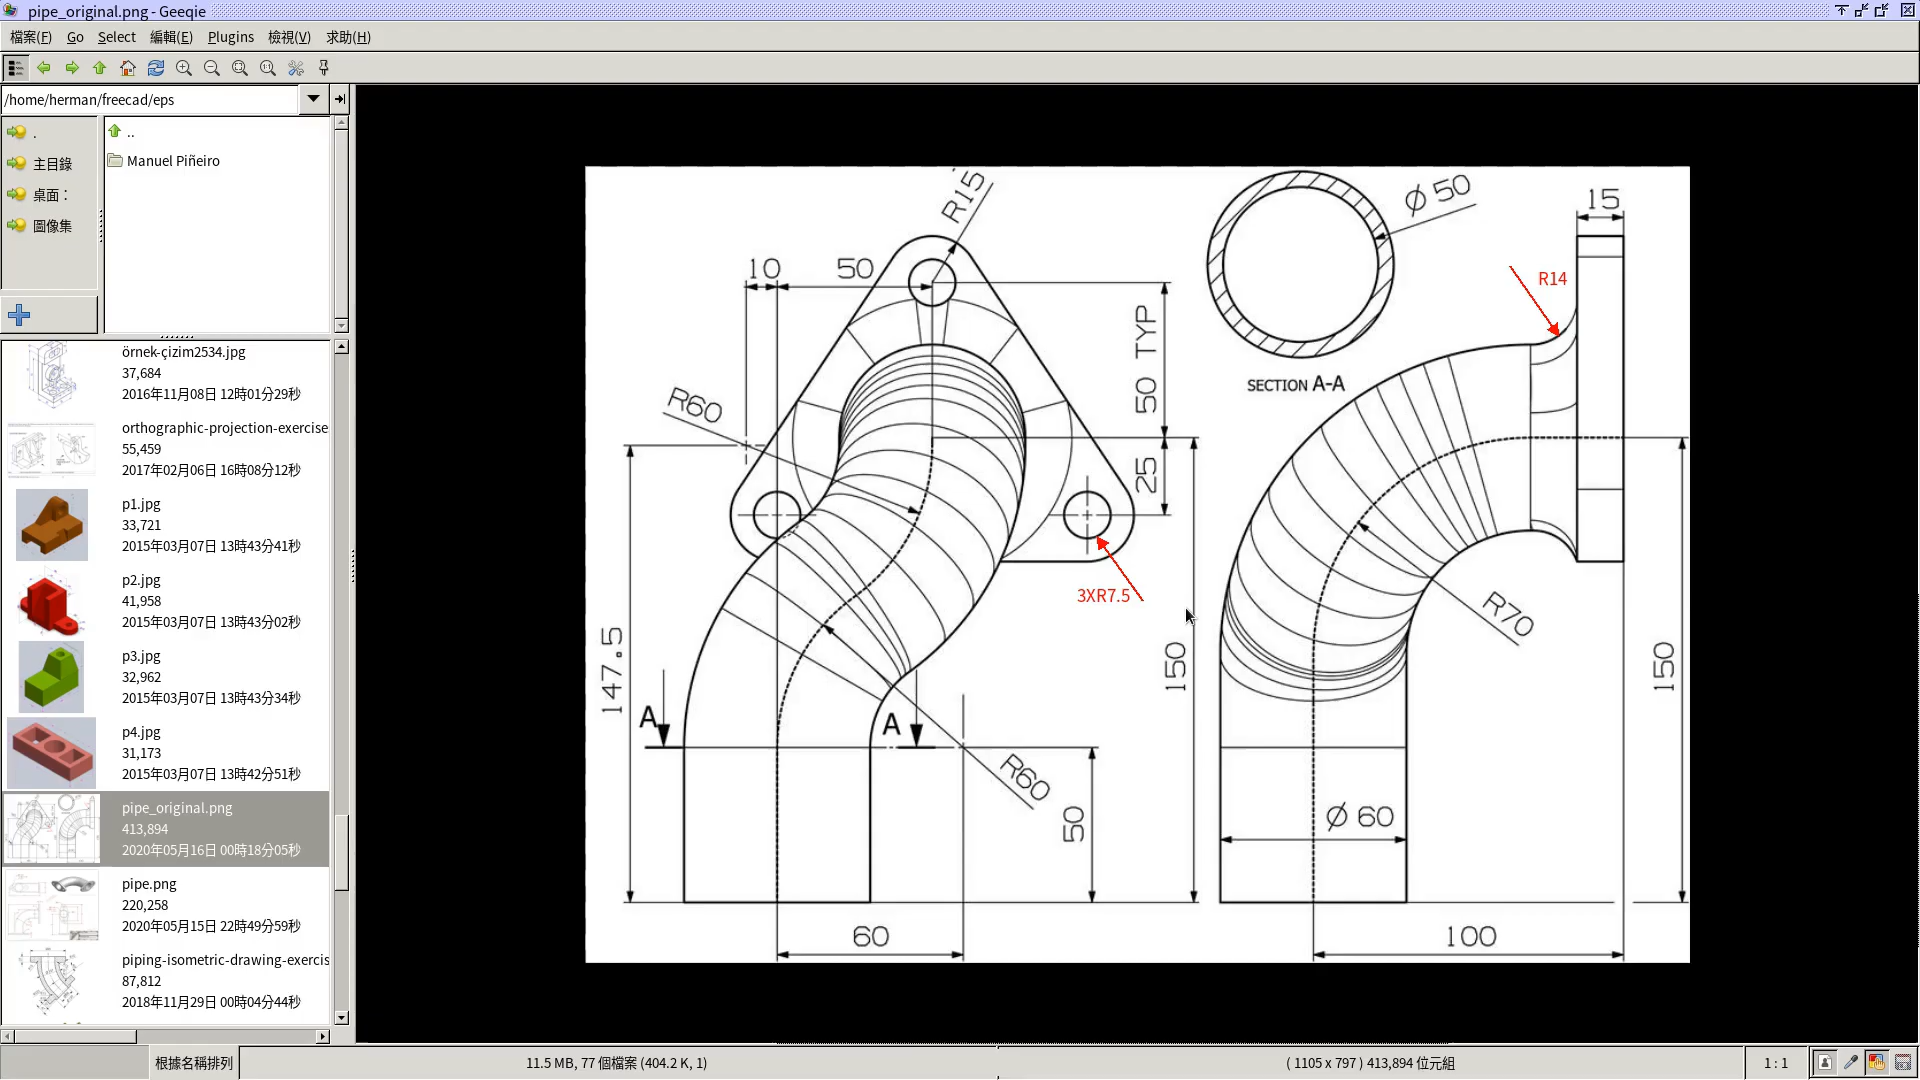 pipe_original.png - Geeqie
檔案(F) Go Select 編輯(E) Plugins 檢視(V) 求助(H)
/home/herman/freecad/eps
.
主目錄
桌面：
圖像集
..
Manuel Piñeiro
örnek-çizim2534.jpg
37,684
2016年11月08日 12時01分29秒
orthographic-projection-exercise
55,459
2017年02月06日 16時08分12秒
p1.jpg
33,721
2015年03月07日 13時43分41秒
p2.jpg
41,958
2015年03月07日 13時43分02秒
p3.jpg
32,962
2015年03月07日 13時43分34秒
p4.jpg
31,173
2015年03月07日 13時42分51秒
pipe_original.png
413,894
2020年05月16日 00時18分05秒
pipe.png
220,258
2020年05月15日 22時49分59秒
piping-isometric-drawing-exercis
87,812
2018年11月29日 00時04分44秒
R15
10 50
R60
50 TYP
25
3XR7.5
147.5
150
A A
R60
50
60
Ø 50
SECTION A-A
15
R14
R70
150
Ø 60
100
根據名稱排列
11.5 MB, 77 個檔案 (404.2 K, 1)
( 1105 x 797 ) 413,894 位元組
1 : 1